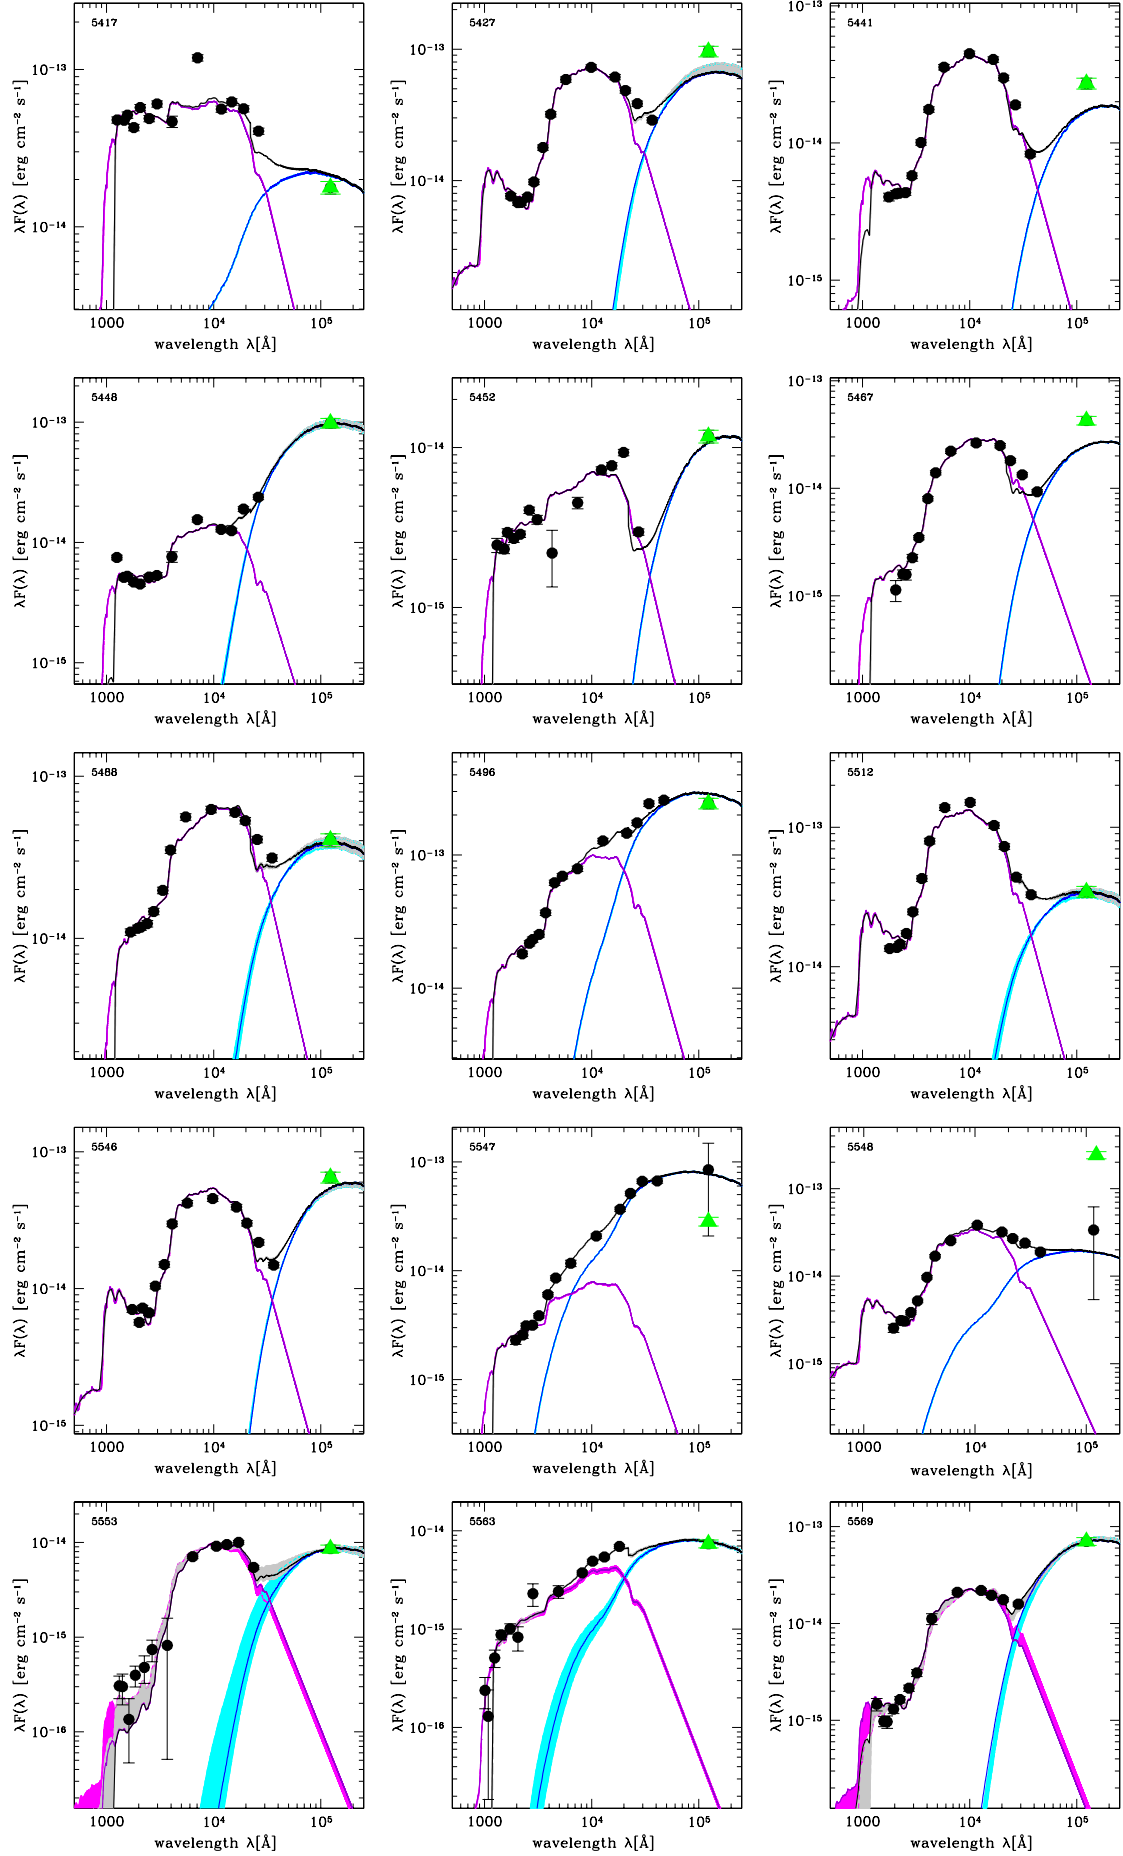 5417
10⁻¹³
10⁻¹⁴
λF(λ) [erg cm⁻² s⁻¹]
1000 10⁴ 10⁵
wavelength λ[Å]
5427
10⁻¹³
10⁻¹⁴
λF(λ) [erg cm⁻² s⁻¹]
1000 10⁴ 10⁵
wavelength λ[Å]
5441
10⁻¹³
10⁻¹⁴
10⁻¹⁵
λF(λ) [erg cm⁻² s⁻¹]
1000 10⁴ 10⁵
wavelength λ[Å]
5448
10⁻¹³
10⁻¹⁴
10⁻¹⁵
λF(λ) [erg cm⁻² s⁻¹]
1000 10⁴ 10⁵
wavelength λ[Å]
5452
10⁻¹⁴
10⁻¹⁵
λF(λ) [erg cm⁻² s⁻¹]
1000 10⁴ 10⁵
wavelength λ[Å]
5467
10⁻¹³
10⁻¹⁴
10⁻¹⁵
λF(λ) [erg cm⁻² s⁻¹]
1000 10⁴ 10⁵
wavelength λ[Å]
5488
10⁻¹³
10⁻¹⁴
λF(λ) [erg cm⁻² s⁻¹]
1000 10⁴ 10⁵
wavelength λ[Å]
5496
10⁻¹³
10⁻¹⁴
λF(λ) [erg cm⁻² s⁻¹]
1000 10⁴ 10⁵
wavelength λ[Å]
5512
10⁻¹³
10⁻¹⁴
λF(λ) [erg cm⁻² s⁻¹]
1000 10⁴ 10⁵
wavelength λ[Å]
5546
10⁻¹³
10⁻¹⁴
10⁻¹⁵
λF(λ) [erg cm⁻² s⁻¹]
1000 10⁴ 10⁵
wavelength λ[Å]
5547
10⁻¹³
10⁻¹⁴
10⁻¹⁵
λF(λ) [erg cm⁻² s⁻¹]
1000 10⁴ 10⁵
wavelength λ[Å]
5548
10⁻¹³
10⁻¹⁴
10⁻¹⁵
λF(λ) [erg cm⁻² s⁻¹]
1000 10⁴ 10⁵
wavelength λ[Å]
5553
10⁻¹⁴
10⁻¹⁵
10⁻¹⁶
λF(λ) [erg cm⁻² s⁻¹]
1000 10⁴ 10⁵
wavelength λ[Å]
5563
10⁻¹⁴
10⁻¹⁵
10⁻¹⁶
λF(λ) [erg cm⁻² s⁻¹]
1000 10⁴ 10⁵
wavelength λ[Å]
5569
10⁻¹³
10⁻¹⁴
10⁻¹⁵
λF(λ) [erg cm⁻² s⁻¹]
1000 10⁴ 10⁵
wavelength λ[Å]